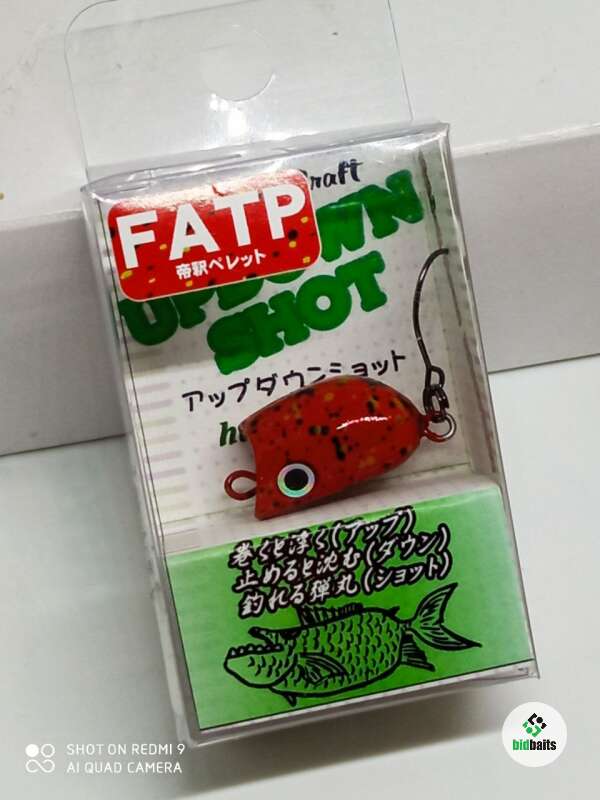 Craft
FATP
帝釈ペレット
UPDOWN
SHOT
アップダウンショット
巻くと浮く(アップ)
止めると沈む(ダウン)
釣れる弾丸(ショット)
bidbaits
SHOT ON REDMI 9
AI QUAD CAMERA